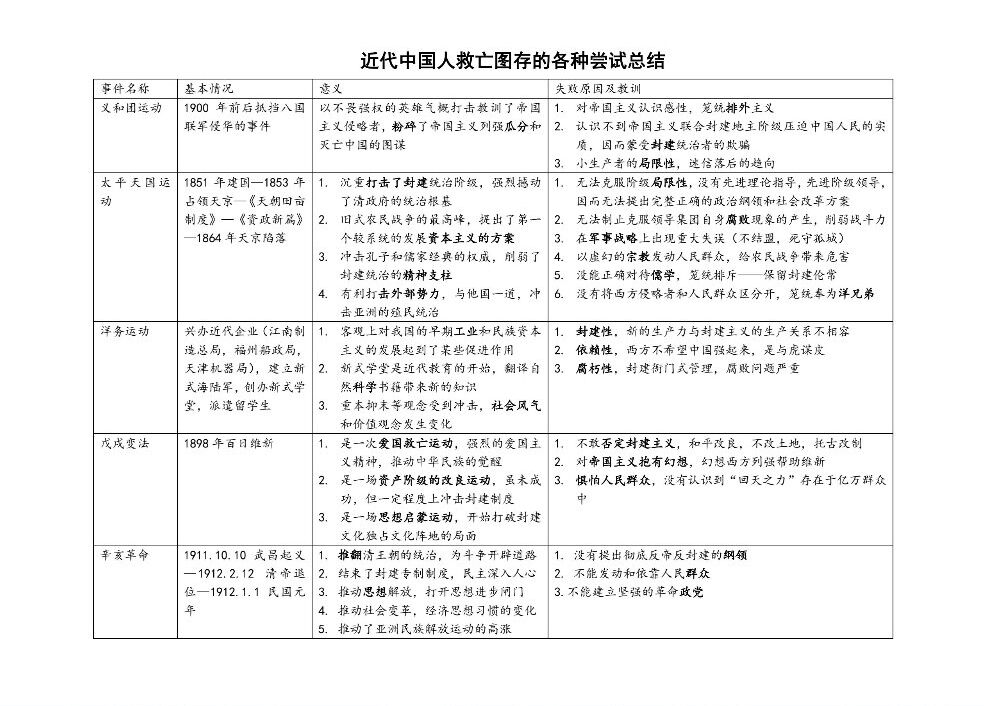 近代中国人救亡图存的各种尝试总结
事件名称 基本情况 意义 失败原因及教训
义和团运动
1900 年前后抵挡八国
联军侵华的事件
以不畏强权的英雄气概打击教训了帝国
主义侵略者，粉碎了帝国主义列强瓜分和
灭亡中国的图谋
1. 对帝国主义认识感性，笼统排外主义
2. 认识不到帝国主义联合封建地主阶级压迫中国人民的实
质，因而蒙受封建统治者的欺骗
3. 小生产者的局限性，迷信落后的趋向
太平天国运
动
1851 年建国—1853 年
占领天京—《天朝田亩
制度》—《资政新篇》
—1864 年天京陷落
1. 沉重打击了封建统治阶级，强烈撼动
了清政府的统治根基
2. 旧式农民战争的最高峰，提出了第一
个较系统的发展资本主义的方案
3. 冲击孔子和儒家经典的权威，削弱了
封建统治的精神支柱
4. 有利打击外部势力，与他国一道，冲
击亚洲的殖民统治
1. 无法克服阶级局限性，没有先进理论指导，先进阶级领导，
因而无法提出完整正确的政治纲领和社会改革方案
2. 无法制止克服领导集团自身腐败现象的产生，削弱战斗力
3. 在军事战略上出现重大失误（不结盟，死守孤城）
4. 以虚幻的宗教发动人民群众，给农民战争带来危害
5. 没能正确对待儒学，笼统排斥——保留封建伦常
6. 没有将西方侵略者和人民群众区分开，笼统奉为洋兄弟
洋务运动
兴办近代企业（江南制
造总局，福州船政局，
天津机器局），建立新
式海陆军，创办新式学
堂，派遣留学生
1. 客观上对我国的早期工业和民族资本
主义的发展起到了某些促进作用
2. 新式学堂是近代教育的开始，翻译自
然科学书籍带来新的知识
3. 重本抑末等观念受到冲击，社会风气
和价值观念发生变化
1. 封建性，新的生产力与封建主义的生产关系不相容
2. 依赖性，西方不希望中国强起来，是与虎谋皮
3. 腐朽性，封建衙门式管理，腐败问题严重
戊戌变法
1898 年百日维新
1. 是一次爱国救亡运动，强烈的爱国主
义精神，推动中华民族的觉醒
2. 是一场资产阶级的改良运动，虽未成
功，但一定程度上冲击封建制度
3. 是一场思想启蒙运动，开始打破封建
文化独占文化阵地的局面
1. 不敢否定封建主义，和平改良，不改土地，托古改制
2. 对帝国主义抱有幻想，幻想西方列强帮助维新
3. 惧怕人民群众，没有认识到“回天之力”存在于亿万群众
中
辛亥革命
1911.10.10 武昌起义
—1912.2.12 清帝退
位—1912.1.1 民国元
年
1. 推翻清王朝的统治，为斗争开辟道路
2. 结束了封建专制制度，民主深入人心
3. 推动思想解放，打开思想进步闸门
4. 推动社会变革，经济思想习惯的变化
5. 推动了亚洲民族解放运动的高涨
1. 没有提出彻底反帝反封建的纲领
2. 不能发动和依靠人民群众
3.不能建立坚强的革命政党